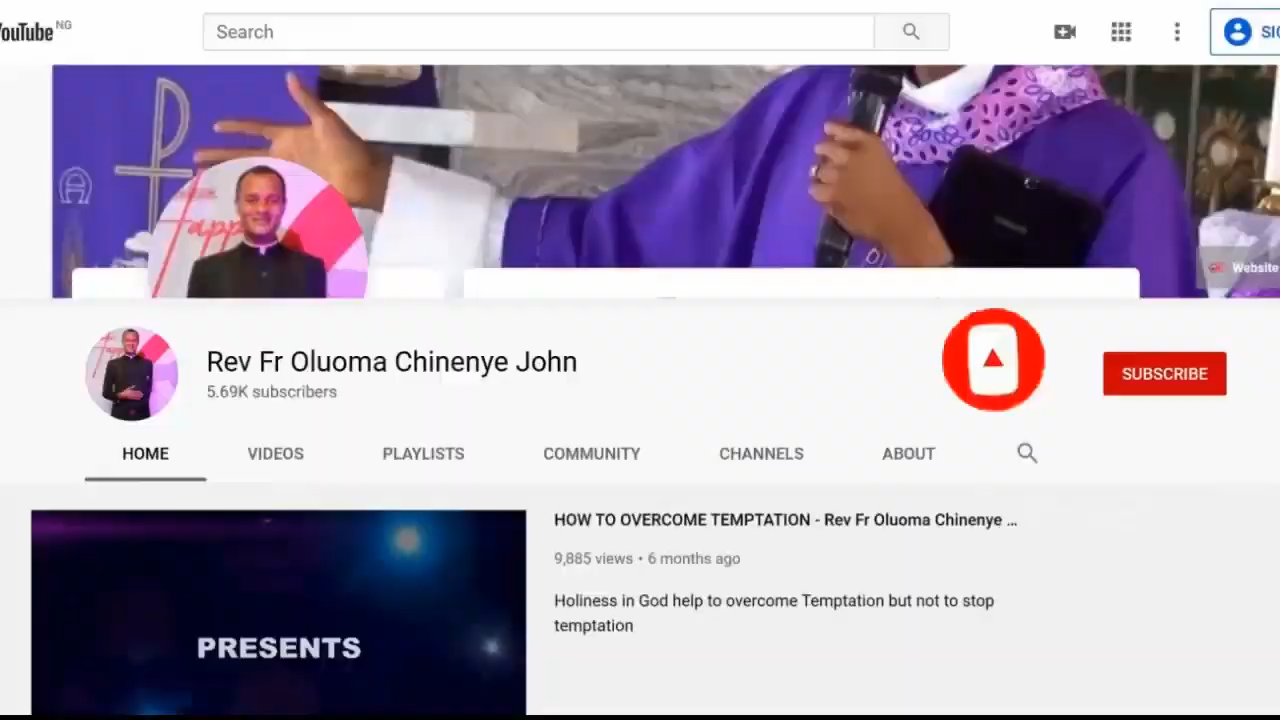 YouTube NG
Search
SIG
Website
Rev Fr Oluoma Chinenye John
5.69K subscribers
SUBSCRIBE
HOME
VIDEOS
PLAYLISTS
COMMUNITY
CHANNELS
ABOUT
HOW TO OVERCOME TEMPTATION - Rev Fr Oluoma Chinenye ...
9,885 views • 6 months ago
Holiness in God help to overcome Temptation but not to stop
temptation
PRESENTS